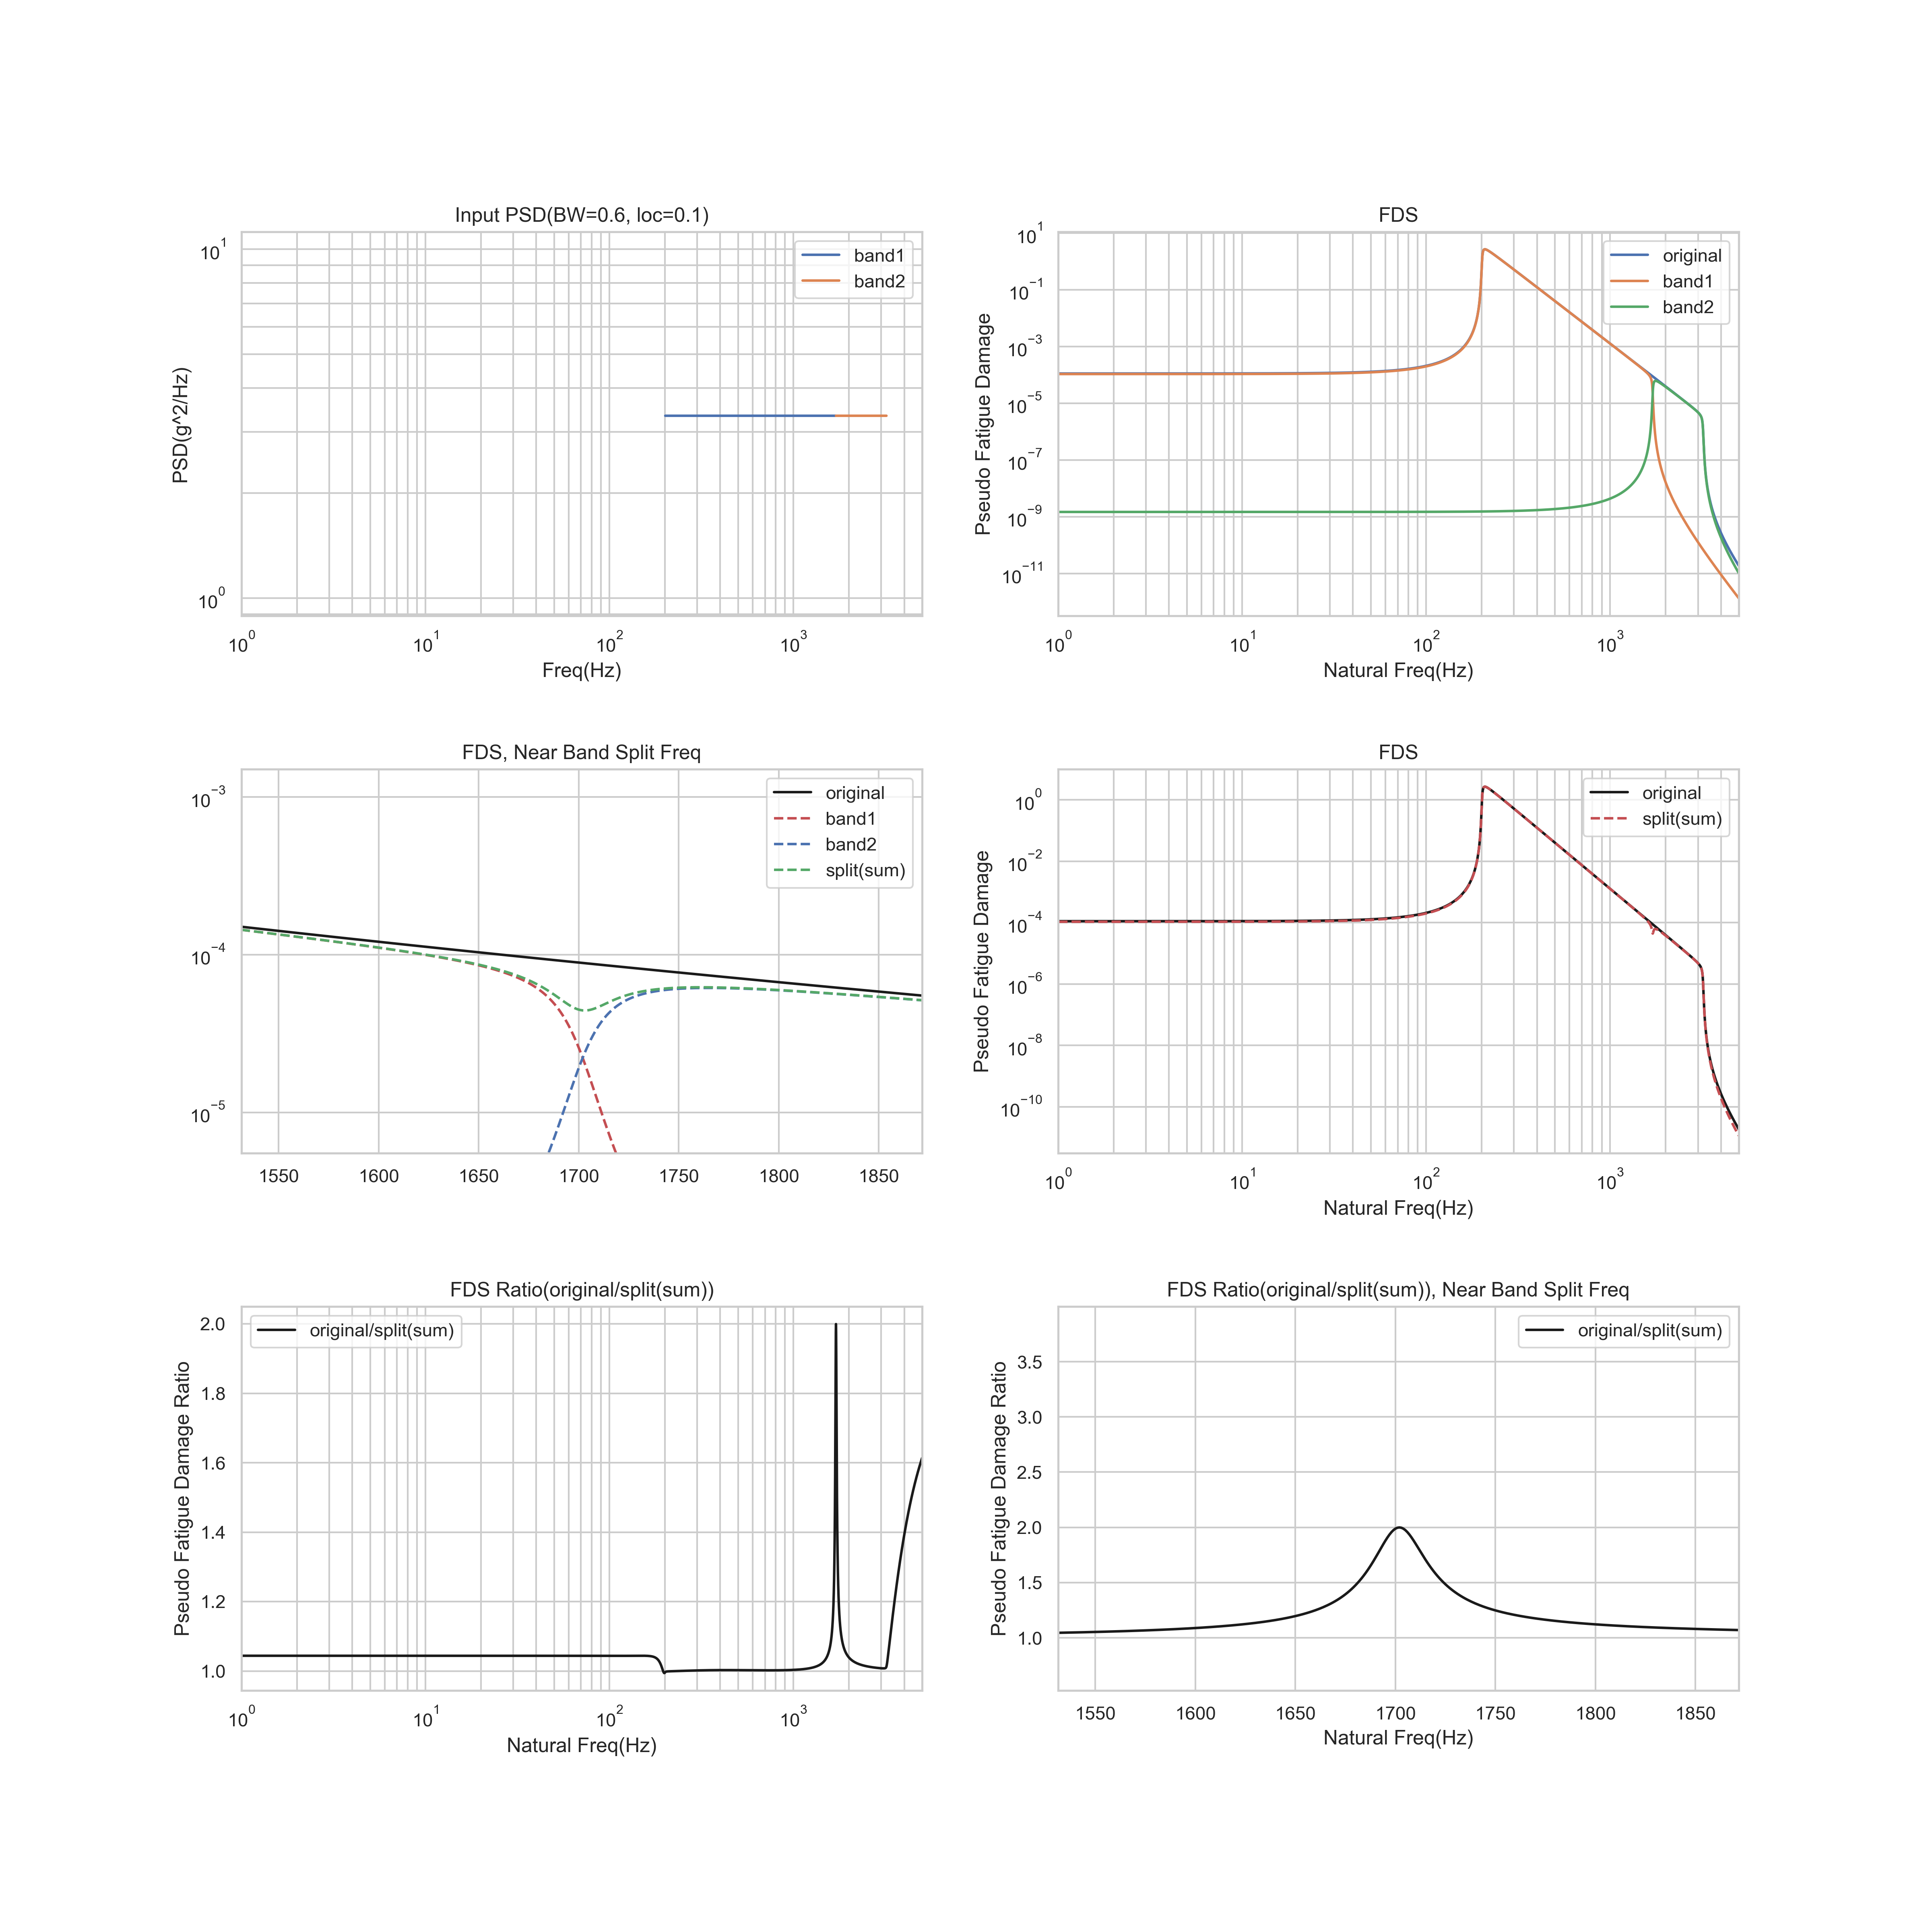 Input PSD(BW=0.6, loc=0.1)
PSD(g^2/Hz)
10^1
10^0
band1
band2
10^0 10^1 10^2 10^3
Freq(Hz)
FDS
Pseudo Fatigue Damage
10^1
10^−1
10^−3
10^−5
10^−7
10^−9
10^−11
original
band1
band2
10^0 10^1 10^2 10^3
Natural Freq(Hz)
FDS, Near Band Split Freq
10^−3
10^−4
10^−5
original
band1
band2
split(sum)
1550 1600 1650 1700 1750 1800 1850
FDS
Pseudo Fatigue Damage
10^0
10^−2
10^−4
10^−6
10^−8
10^−10
original
split(sum)
10^0 10^1 10^2 10^3
Natural Freq(Hz)
FDS Ratio(original/split(sum))
Pseudo Fatigue Damage Ratio
2.0
1.8
1.6
1.4
1.2
1.0
original/split(sum)
10^0 10^1 10^2 10^3
Natural Freq(Hz)
FDS Ratio(original/split(sum)), Near Band Split Freq
Pseudo Fatigue Damage Ratio
3.5
3.0
2.5
2.0
1.5
1.0
original/split(sum)
1550 1600 1650 1700 1750 1800 1850
Natural Freq(Hz)